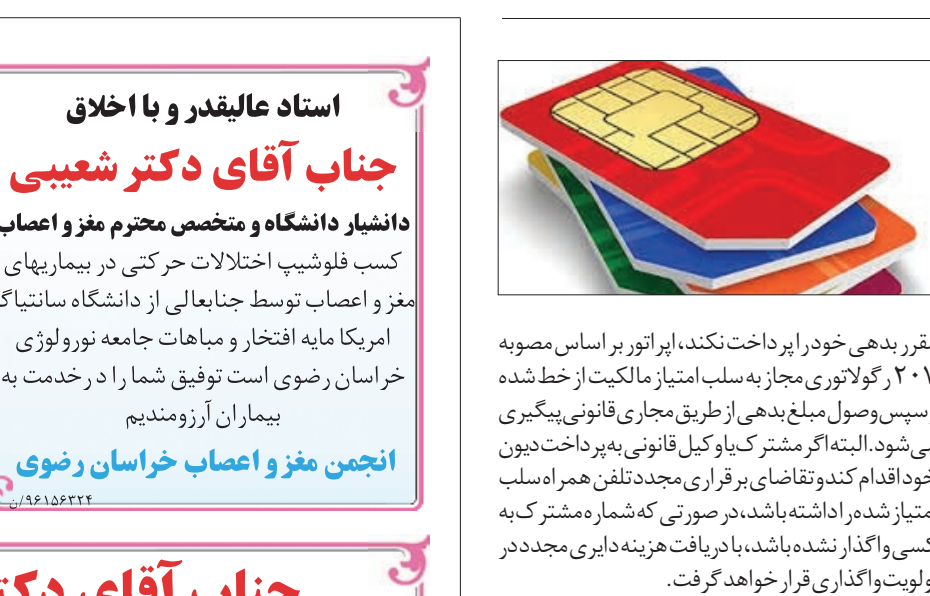 مقرر بدهی خود را پرداخت نکنند، اپراتور بر اساس مصوبه
۲۰۱ رگولاتوری مجاز به سلب امتیاز مالکیت از خط شده
وسپس وصول مبلغ بدهی از طریق مجاری قانونی پیگیری
می‌شود. البته اگر مشترک یا وکیل قانونی به پرداخت دیون
خود اقدام کند و تقاضای برقراری مجدد تلفن همراه سلب
امتیاز شده را داشته باشد، در صورتی که شماره مشترک به
کسی واگذار نشده باشد، با دریافت هزینه دایری مجدد در
اولویت واگذاری قرار خواهد گرفت.
استاد عالیقدر و با اخلاق
جناب آقای دکتر شعیبی
دانشیار دانشگاه و متخصص محترم مغز و اعصاب
کسب فلوشیپ اختلالات حرکتی در بیماریهای
مغز و اعصاب توسط جنابعالی از دانشگاه سانتیاگ
امریکا مایه افتخار و مباهات جامعه نورولوژی
خراسان رضوی است توفیق شما را در خدمت به
بیماران آرزومندیم
انجمن مغز و اعصاب خراسان رضوی
۹۶۱۵۶۳۲۴/ن
جناب آقای دکتر